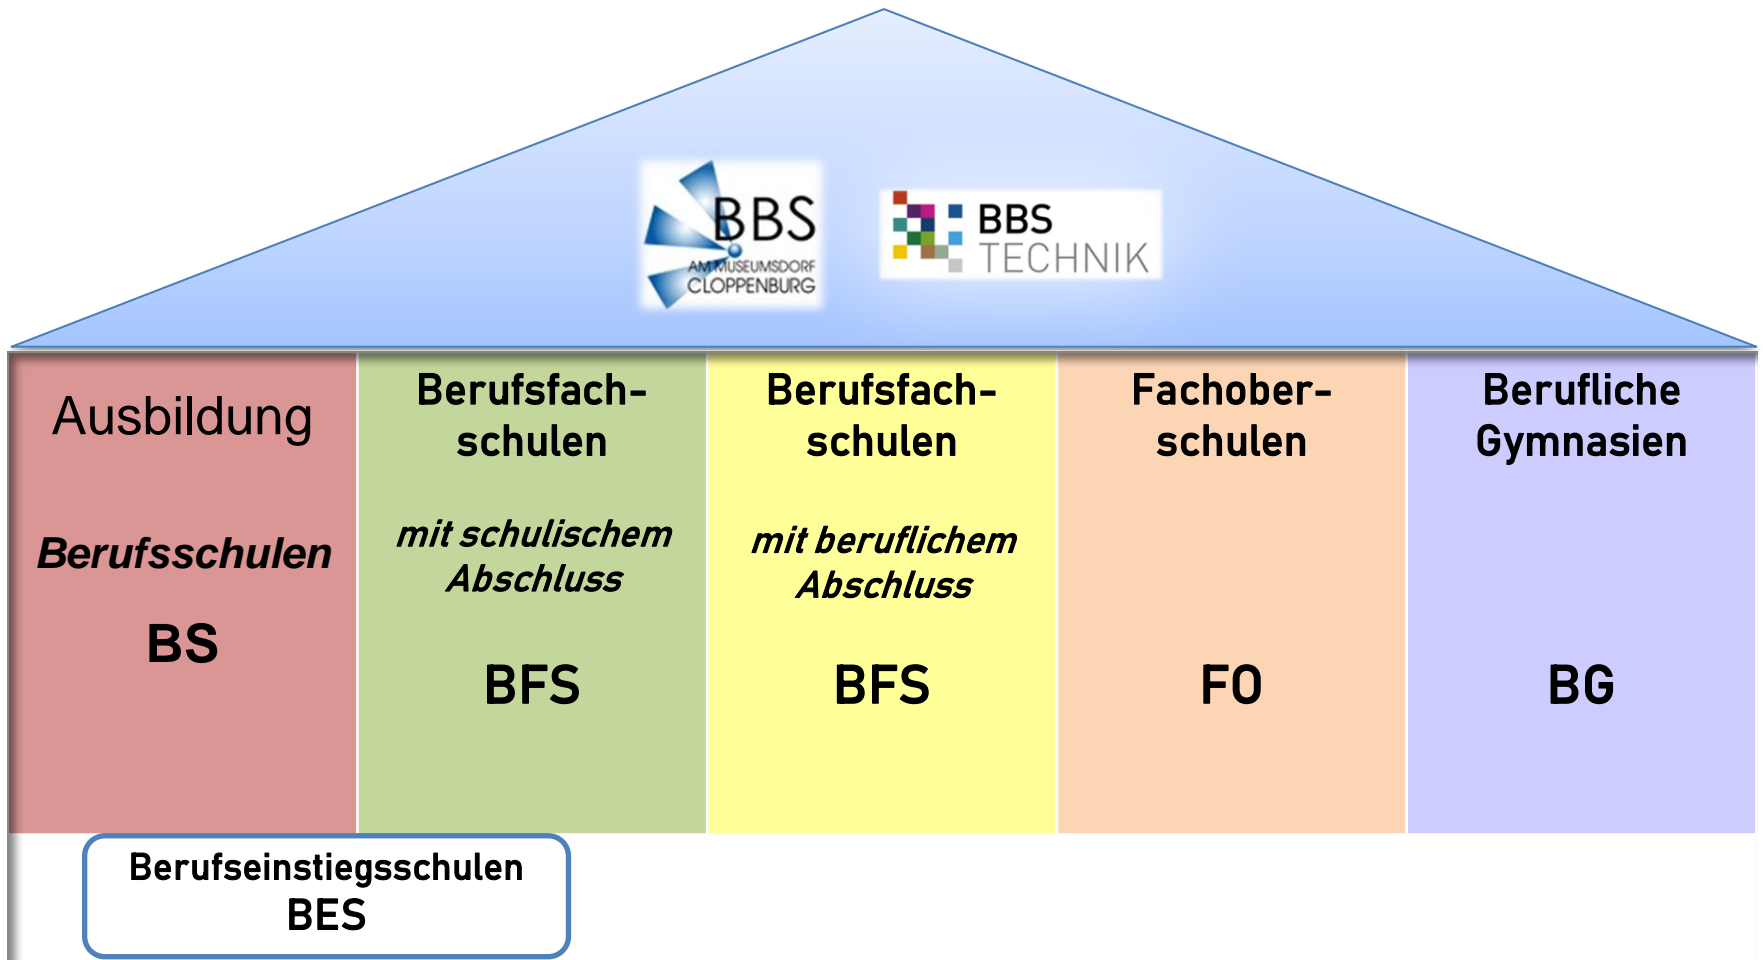 BBS
AM MUSEUMSDORF
CLOPPENBURG
BBS
TECHNIK
Ausbildung
Berufsschulen
BS
Berufsfach-
schulen
mit schulischem
Abschluss
BFS
Berufsfach-
schulen
mit beruflichem
Abschluss
BFS
Fachober-
schulen
FO
Berufliche
Gymnasien
BG
Berufseinstiegsschulen
BES